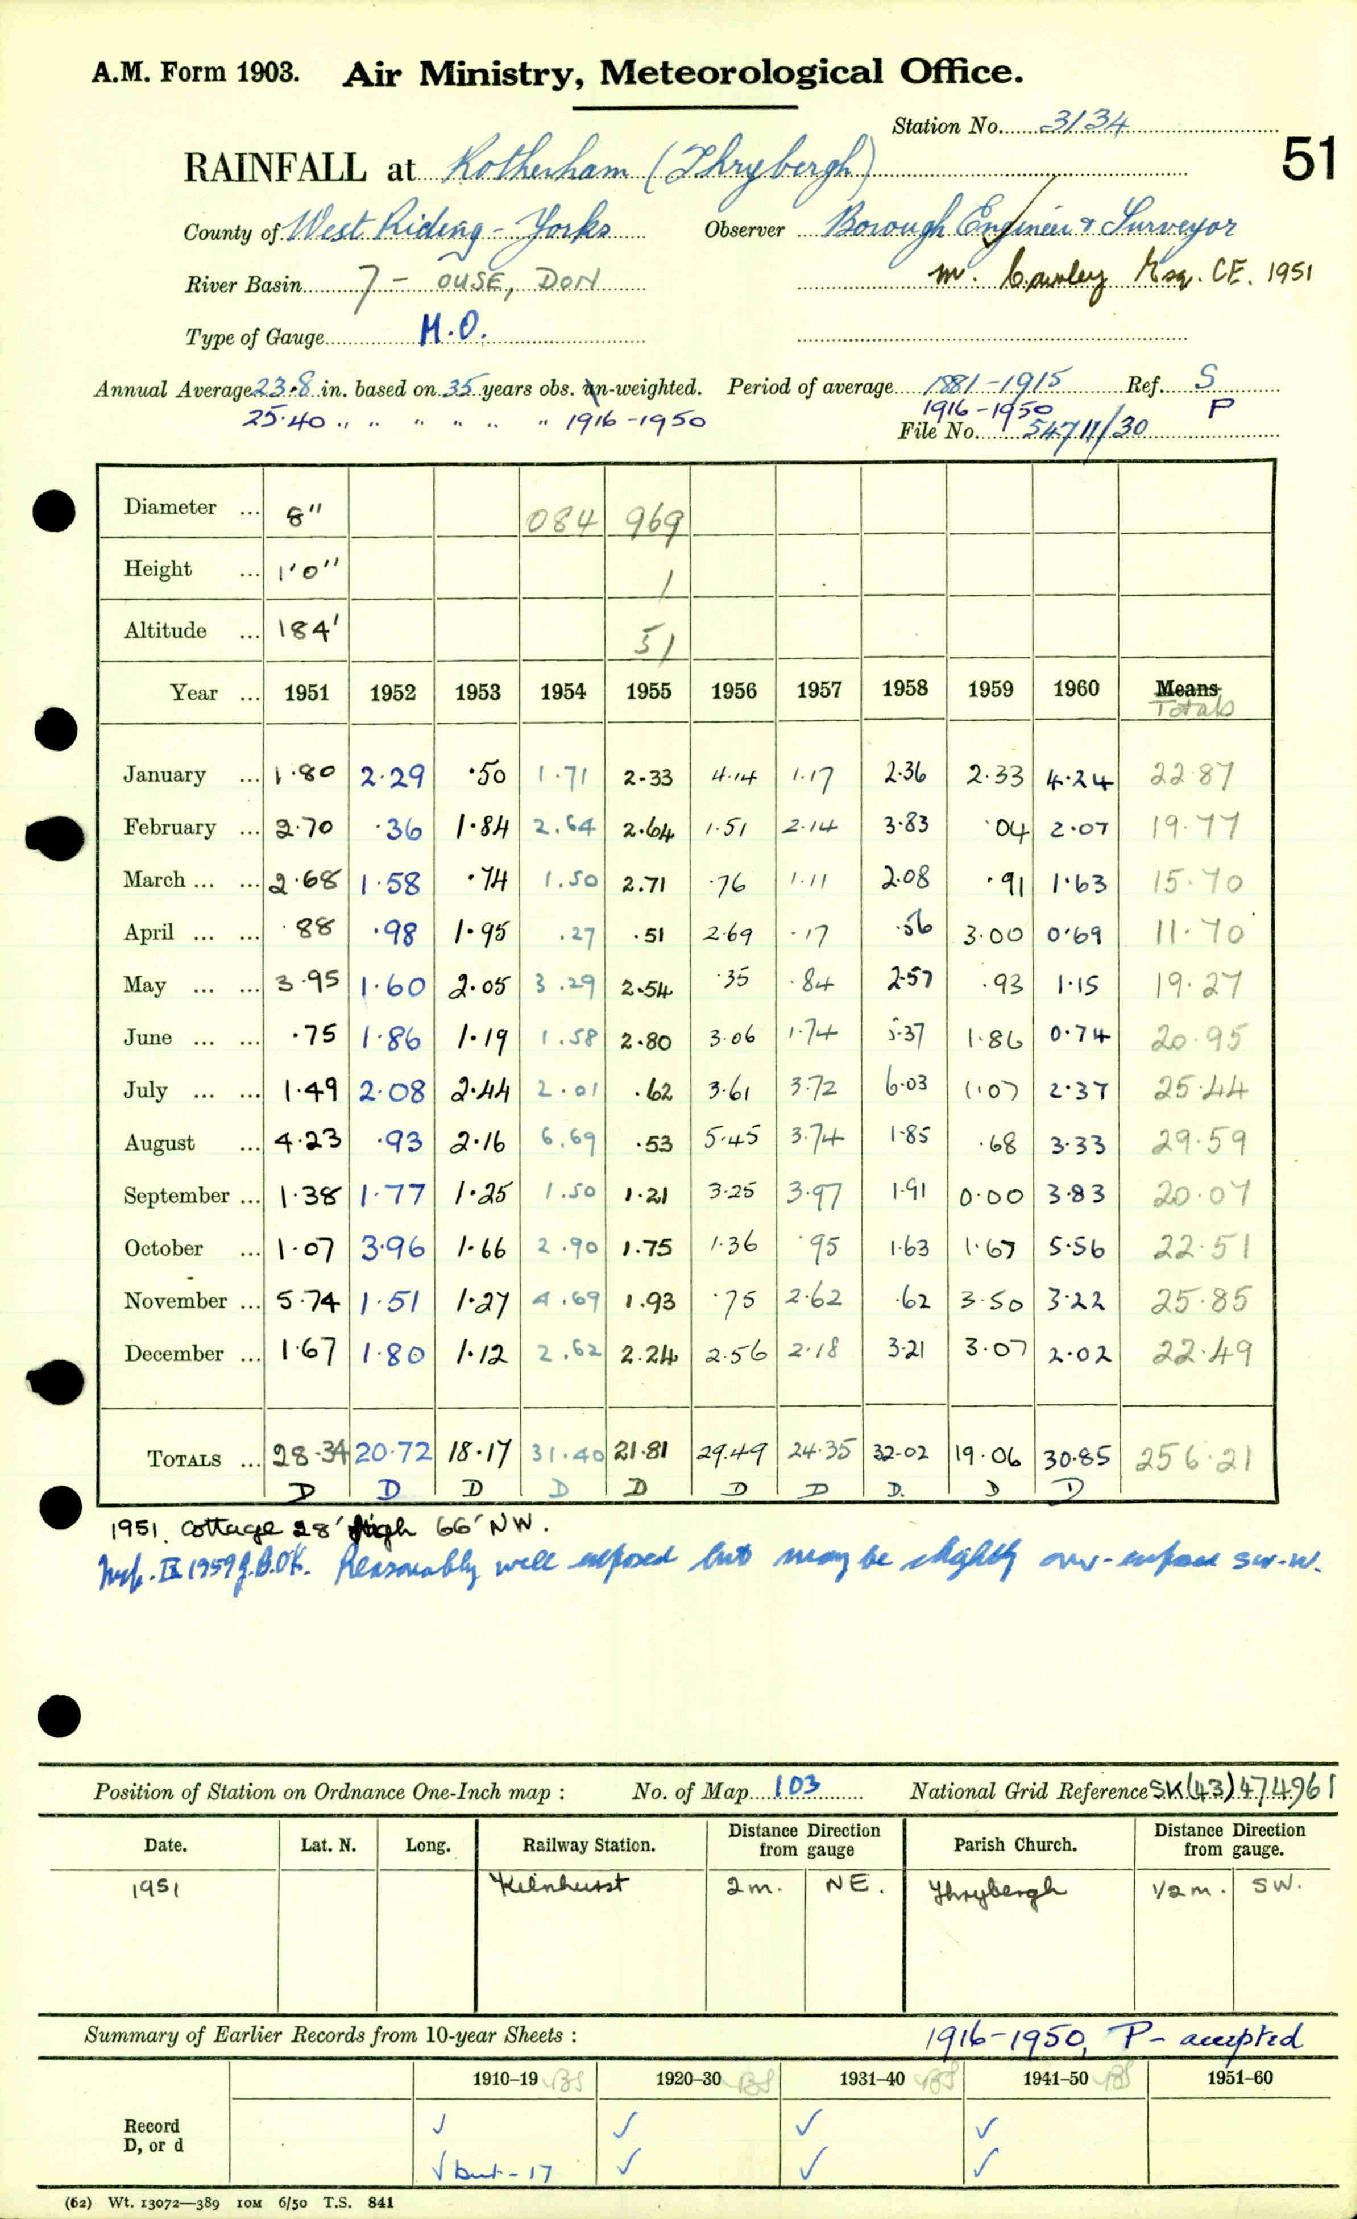 A.M. Form 1903. Air Ministry, Meteorological Office.
Station No. 3134
51
RAINFALL at Rotherham (Thrybergh)
County of West Riding - Yorks Observer Borough Engineer & Surveyor
River Basin 7 - OUSE, DON M. Cawley Esq. CE. 1951
Type of Gauge M.O.
Annual Average 23.8 in. based on 35 years obs. un-weighted. Period of average 1881-1915 Ref. S
25.40 " " " " " " 1916-1950 1916-1950 P
File No. 54711/30
Diameter ... 8" 084 969
Height ... 1'0" 1
Altitude ... 184' 51
Year ... 1951 1952 1953 1954 1955 1956 1957 1958 1959 1960 Means
Totals
January ... 1.80 2.29 .50 1.71 2.33 4.14 1.17 2.36 2.33 4.24 22.87
February ... 2.70 .36 1.84 2.64 2.64 1.51 2.14 3.83 .04 2.07 19.77
March ... ... 2.68 1.58 .74 1.50 2.71 .76 1.11 2.08 .91 1.63 15.70
April ... ... .88 .98 1.95 .27 .51 2.69 .17 .56 3.00 0.69 11.70
May ... ... 3.95 1.60 2.05 3.29 2.54 .35 .84 2.57 .93 1.15 19.27
June ... ... .75 1.86 1.19 1.58 2.80 3.06 1.74 5.37 1.86 0.74 20.95
July ... ... 1.49 2.08 2.44 2.01 .62 3.61 3.72 6.03 1.07 2.37 25.44
August ... 4.23 .93 2.16 6.69 .53 5.45 3.74 1.85 .68 3.33 29.59
September ... 1.38 1.77 1.25 1.50 1.21 3.25 3.97 1.91 0.00 3.83 20.07
October ... 1.07 3.96 1.66 2.90 1.75 1.36 .95 1.63 1.67 5.56 22.51
November ... 5.74 1.51 1.27 4.69 1.93 .75 2.62 .62 3.50 3.22 25.85
December ... 1.67 1.80 1.12 2.62 2.24 2.56 2.18 3.21 3.07 2.02 22.49
TOTALS ... 28.34 20.72 18.17 31.40 21.81 29.49 24.35 32.02 19.06 30.85 256.21
D D D D D D D D. D D
1951. Cottage 28' high 66' NW.
Insp. IX 1959 J.B.OK. Reasonably well exposed but may be slightly over-exposed SW-W.
Position of Station on Ordnance One-Inch map : No. of Map 103 National Grid Reference SK(43)474961
Date. Lat. N. Long. Railway Station. Distance from gauge Direction Parish Church. Distance from gauge. Direction
1951 Kilnhurst 2m. NE. Thrybergh 1/2m. SW.
Summary of Earlier Records from 10-year Sheets : 1916-1950, P- accepted
1910–19 1920–30 1931–40 1941–50 1951–60
Record ✓ ✓ ✓ ✓
D, or d ✓ but - 17 ✓ ✓ ✓
(62) Wt. 13072—389 10M 6/50 T.S. 841